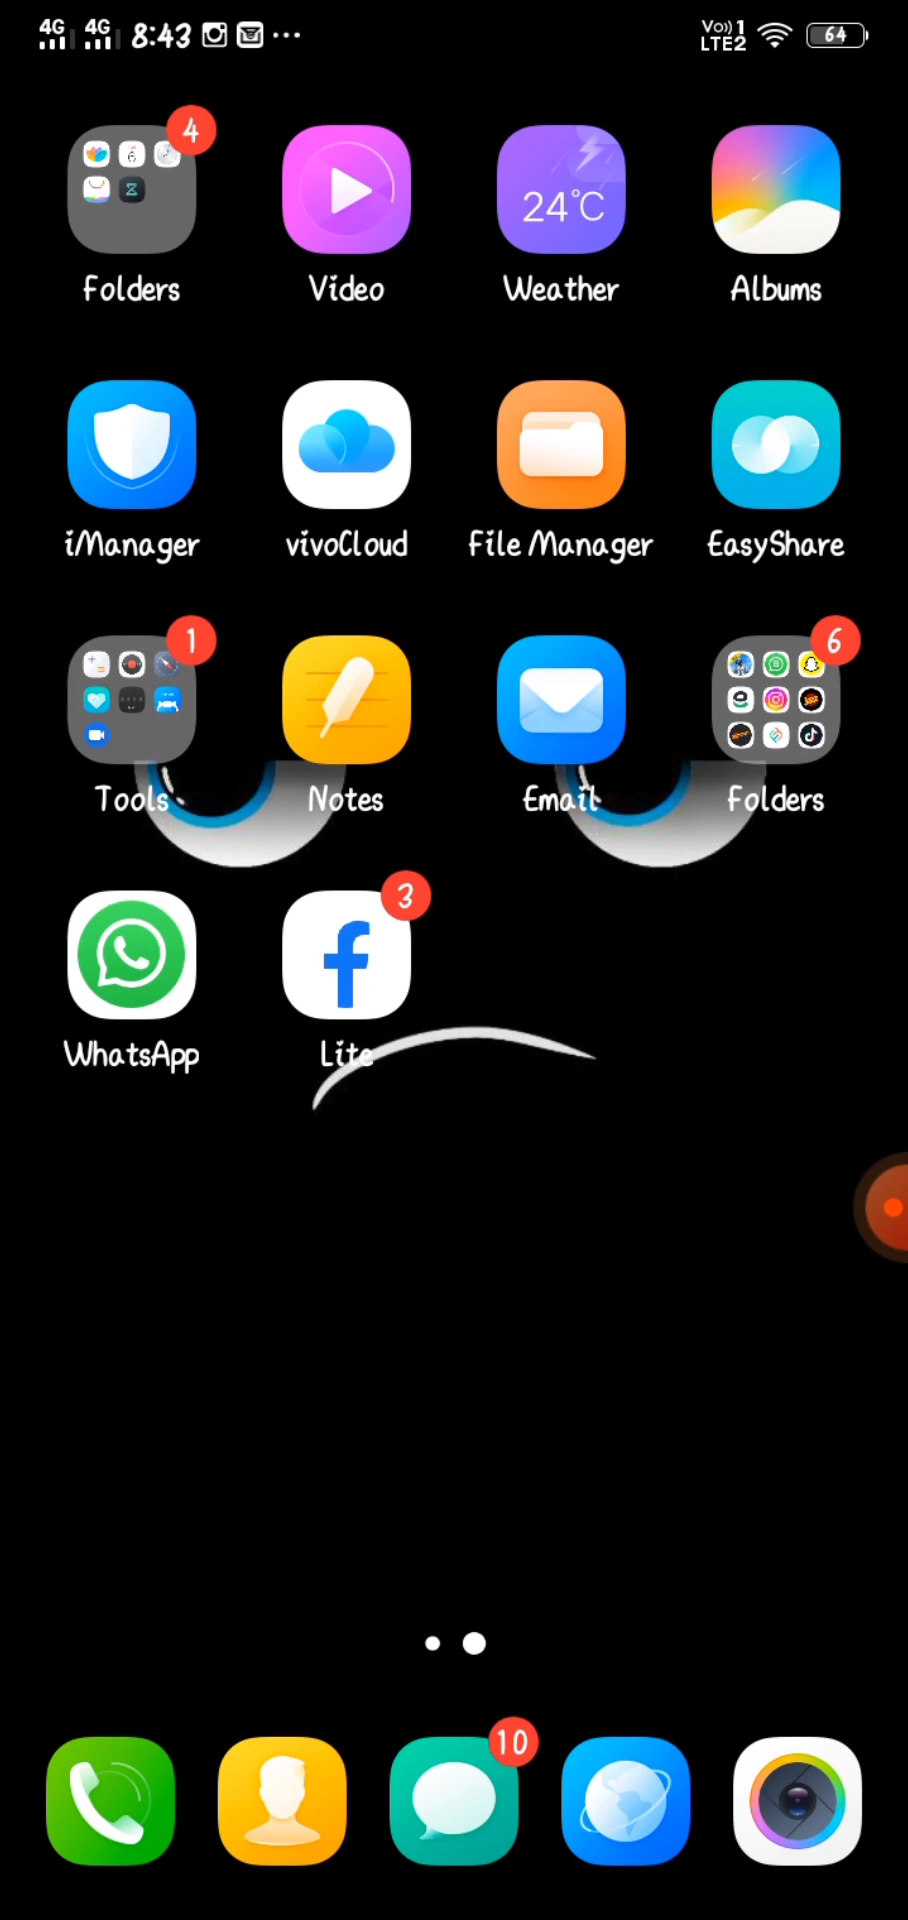 4G 4G 8:43 ... Vo)) 1 LTE2 64
4
Folders Video 24°C Weather Albums
iManager vivoCloud File Manager EasyShare
1 6
Tools Notes Email Folders
3
WhatsApp Lite
10